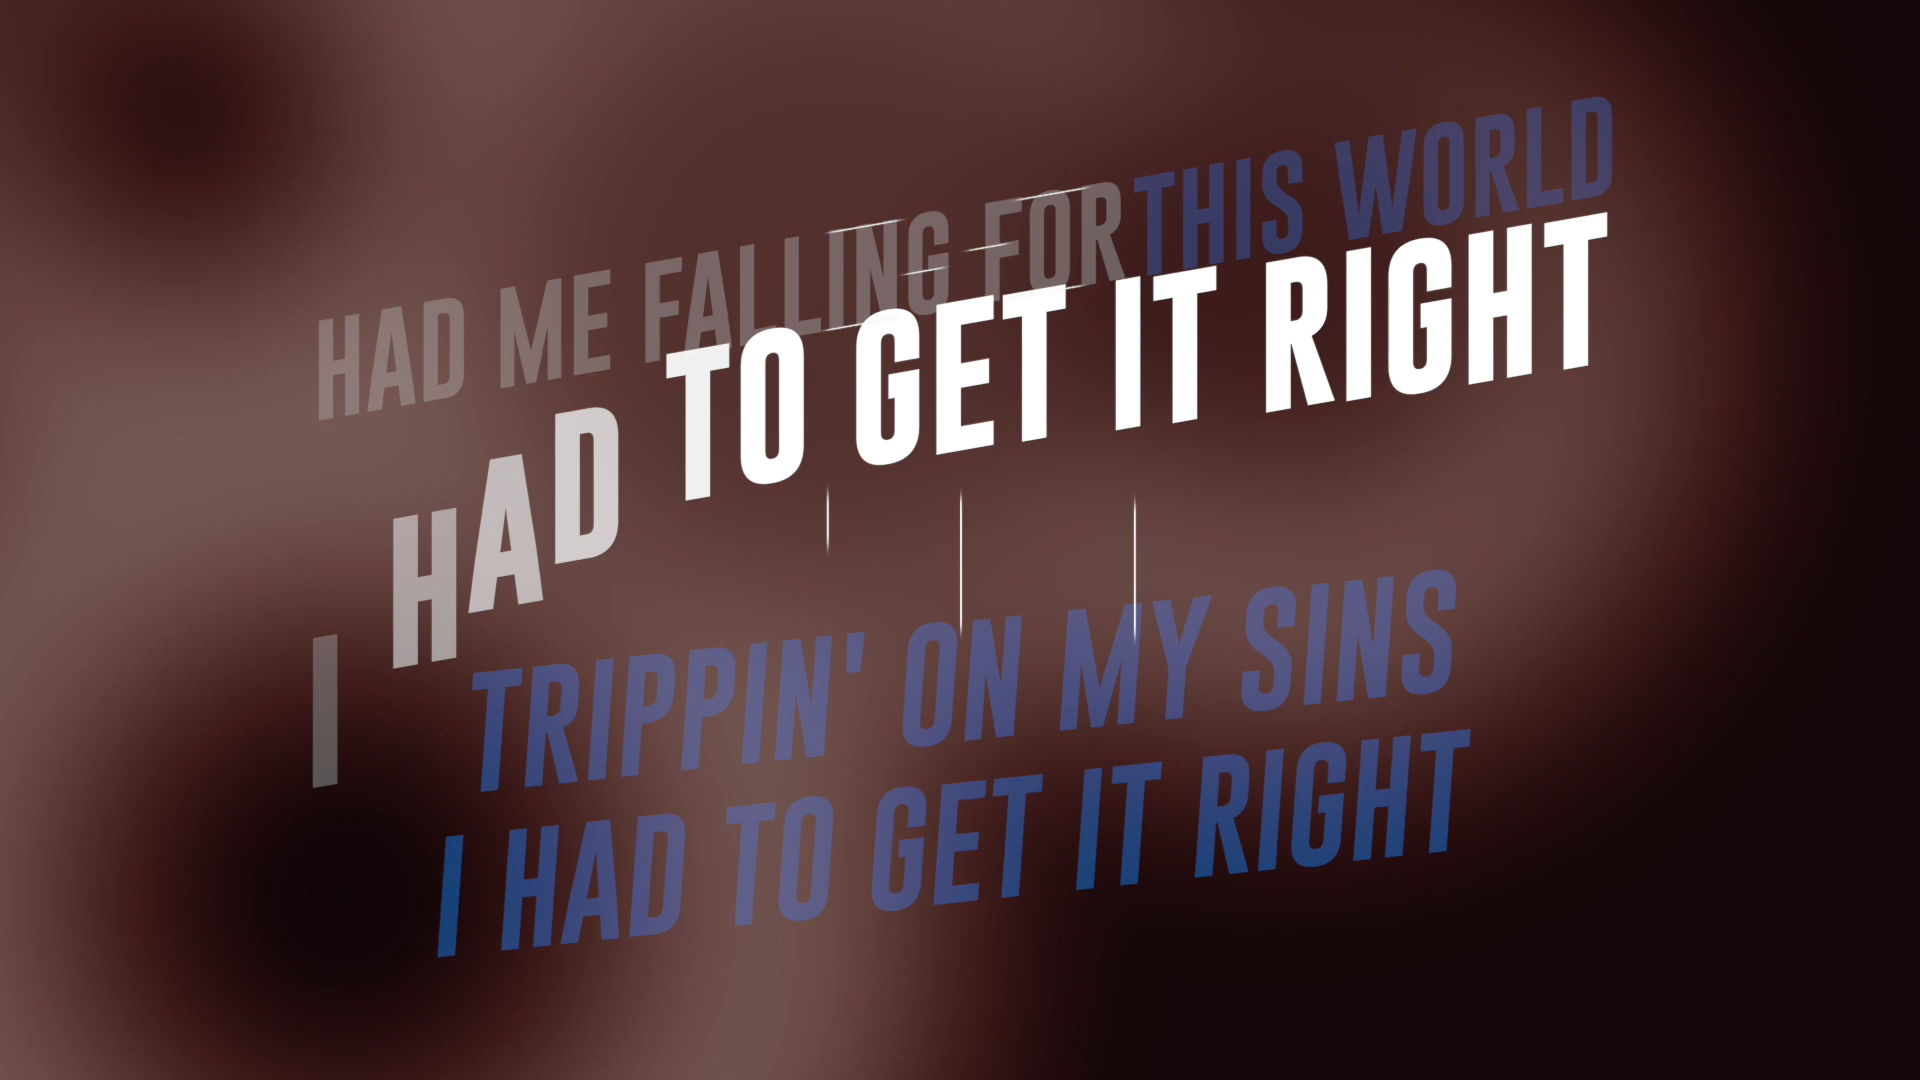 HAD ME FALLING FOR THIS WORLD
I HAD TO GET IT RIGHT
TRIPPIN' ON MY SINS
I HAD TO GET IT RIGHT